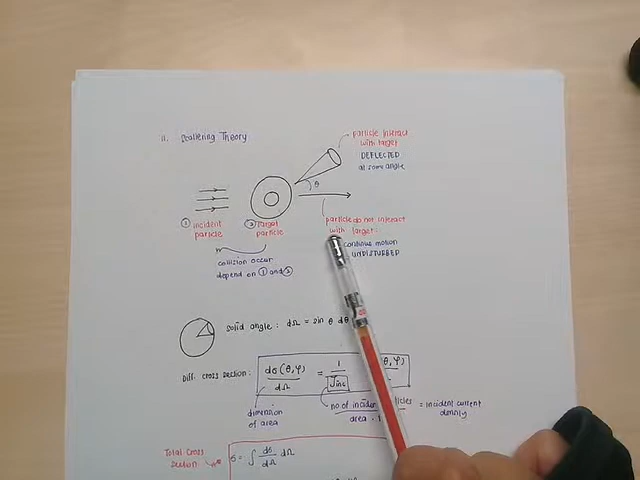 11. Scattering Theory
particle interact
with target
DEFLECTED
at some angle
θ
① incident
particle
② target
particle
particle do not interact
with target.
continue motion
UNDISTURBED
collision occur
depend on ① and ②
Solid angle: dΩ = sin θ dθ
Diff. cross section: dσ(θ,φ)/dΩ = 1/Jinc (θ,φ)
dimension
of area
no of incident
area.
= incident current
density
Total Cross
Section
σ = ∫ dσ/dΩ dΩ